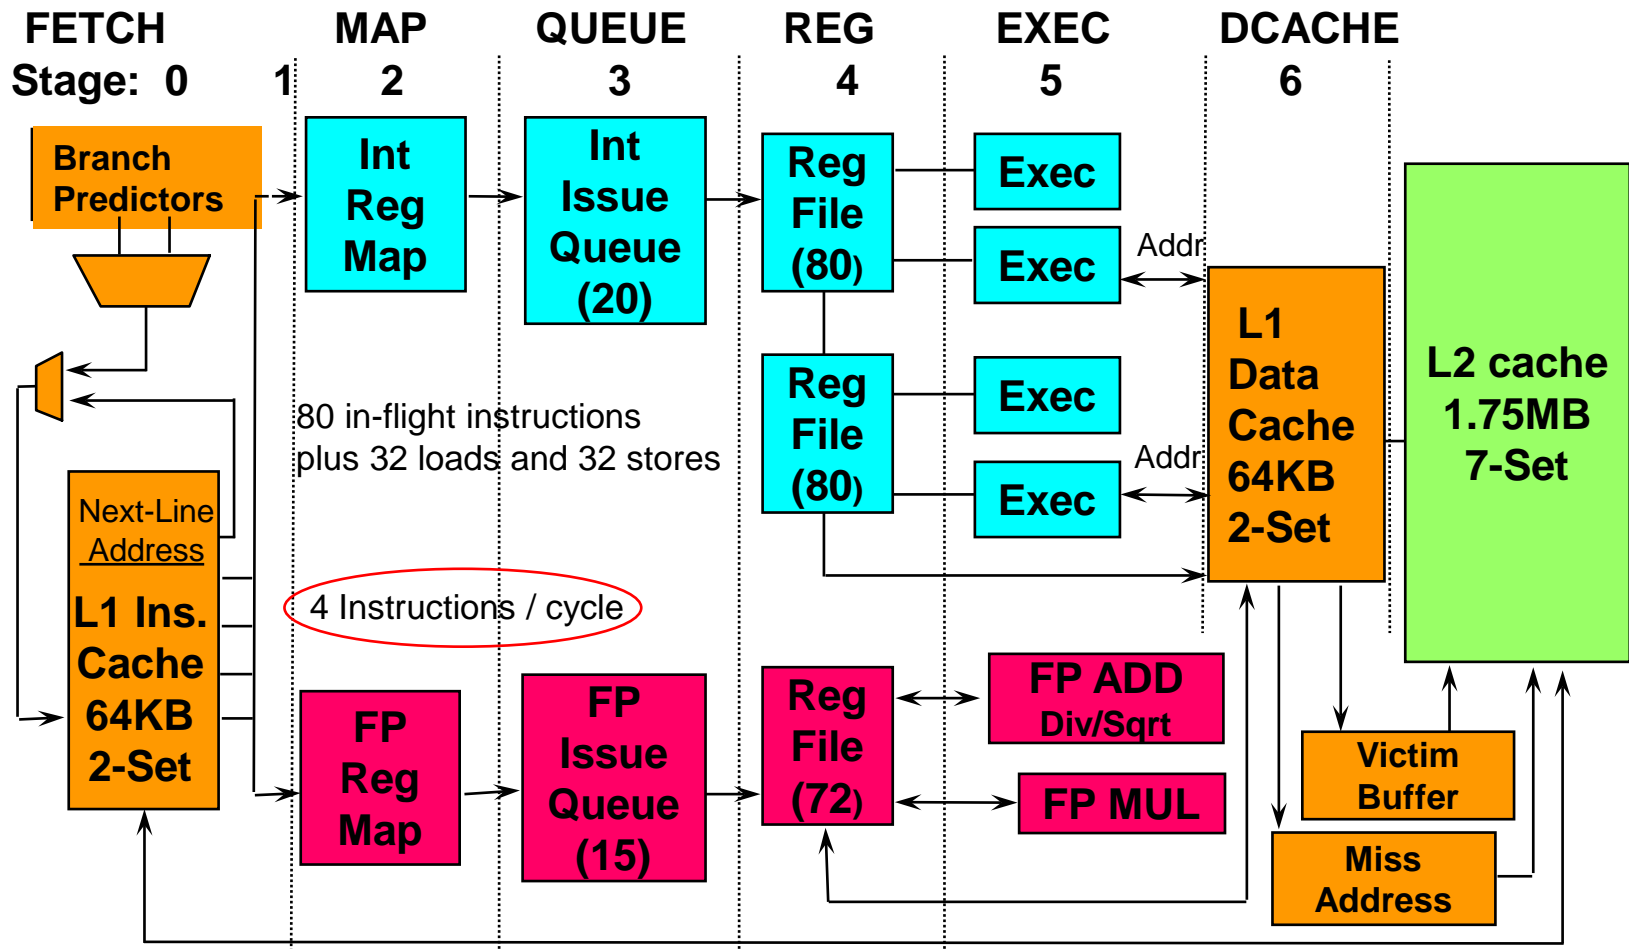 FETCH MAP QUEUE REG EXEC DCACHE
Stage: 0 1 2 3 4 5 6
Branch
Predictors
Int
Reg
Map
Int
Issue
Queue
(20)
Reg
File
(80)
Exec
Exec
Addr
Reg
File
(80)
Exec
Exec
Addr
L1
Data
Cache
64KB
2-Set
L2 cache
1.75MB
7-Set
80 in-flight instructions
plus 32 loads and 32 stores
Next-Line
Address
L1 Ins.
Cache
64KB
2-Set
4 Instructions / cycle
FP
Reg
Map
FP
Issue
Queue
(15)
Reg
File
(72)
FP ADD
Div/Sqrt
FP MUL
Victim
Buffer
Miss
Address